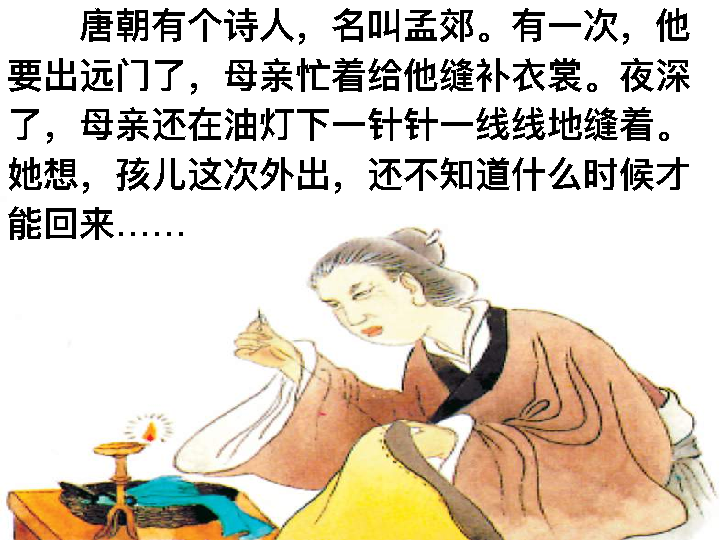 唐朝有个诗人，名叫孟郊。有一次，他
要出远门了，母亲忙着给他缝补衣裳。夜深
了，母亲还在油灯下一针针一线线地缝着。
她想，孩儿这次外出，还不知道什么时候才
能回来……